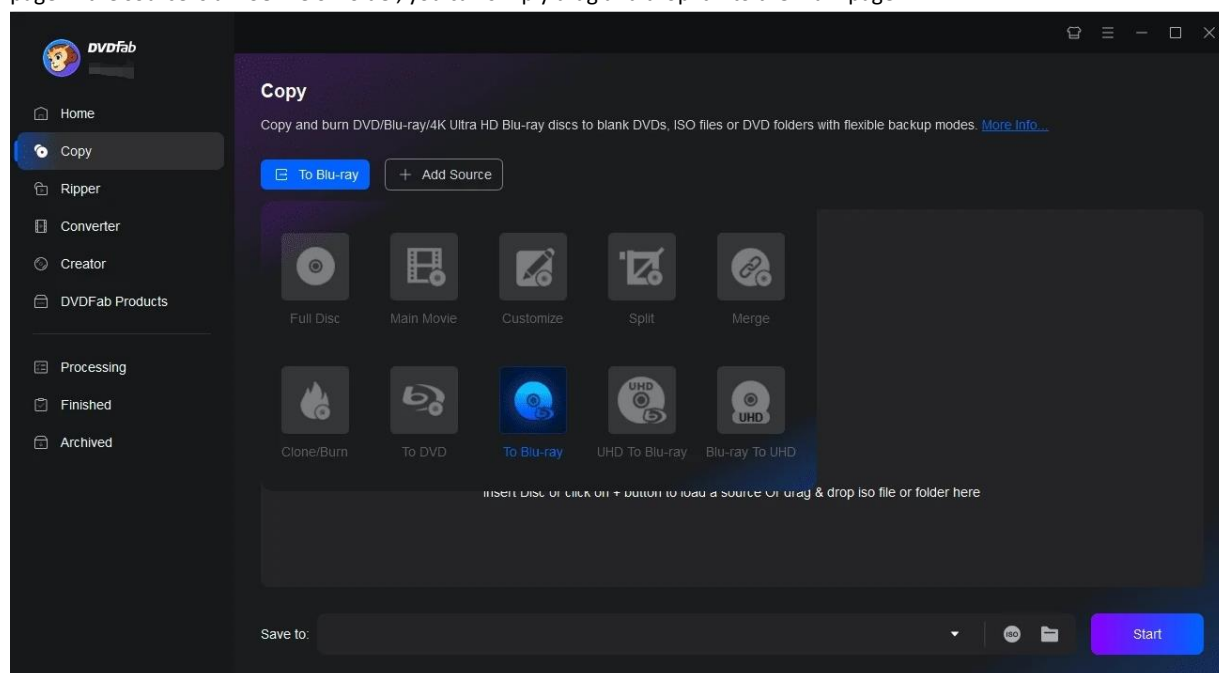 DVDFab
Home
Copy
Ripper
Converter
Creator
DVDFab Products
Processing
Finished
Archived
Copy
Copy and burn DVD/Blu-ray/4K Ultra HD Blu-ray discs to blank DVDs, ISO files or DVD folders with flexible backup modes. More Info...
To Blu-ray
+ Add Source
Full Disc
Main Movie
Customize
Split
Merge
Clone/Burn
To DVD
To Blu-ray
UHD
UHD To Blu-ray
UHD
Blu-ray To UHD
Insert Disc or click on + button to load a source Or drag & drop iso file or folder here
Save to:
ISO
Start